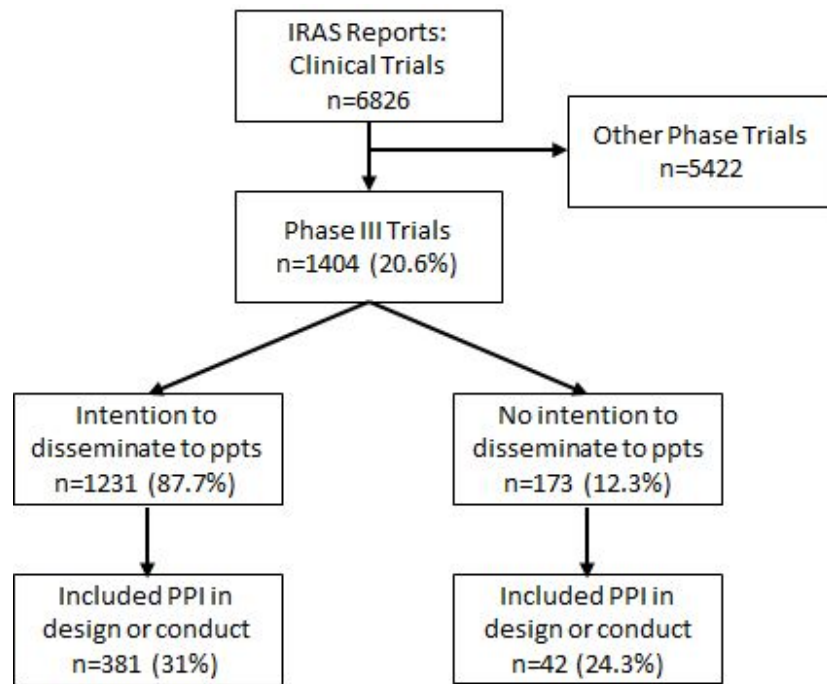 IRAS Reports:
Clinical Trials
n=6826
Other Phase Trials
n=5422
Phase III Trials
n=1404 (20.6%)
Intention to
disseminate to ppts
n=1231 (87.7%)
No intention to
disseminate to ppts
n=173 (12.3%)
Included PPI in
design or conduct
n=381 (31%)
Included PPI in
design or conduct
n=42 (24.3%)